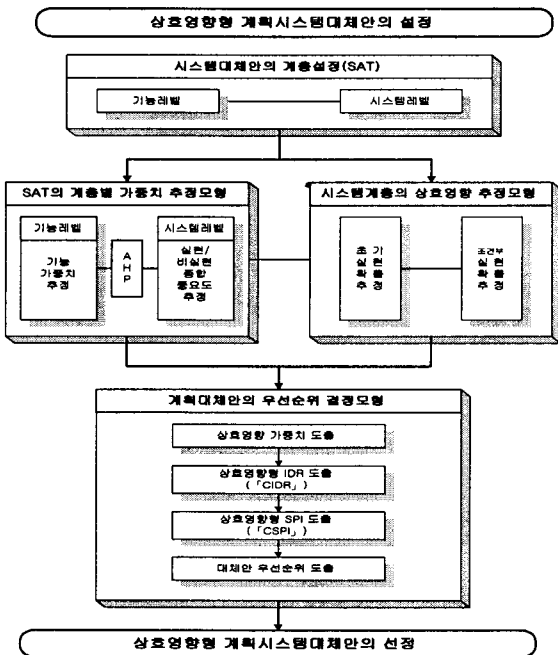 상호영향형 계획시스템대체안의 설정
시스템대체안의 계층설정(SAT)
기능레벨
시스템레벨
SAT의 계층별 가중치 추정모형
기능레벨
기능
가중치
추정
AHP
시스템레벨
실현/
비실현
종합
중요도
추정
시스템계층의 상호영향 추정모형
초기
실현
확률
추정
조건부
실현
확률
추정
계획대체안의 우선순위 결정모형
상호영향 가중치 도출
상호영향형 IDR 도출
(「CIDR」)
상호영향형 SPI 도출
(「CSPI」)
대체안 우선순위 도출
상호영향형 계획시스템대체안의 선정